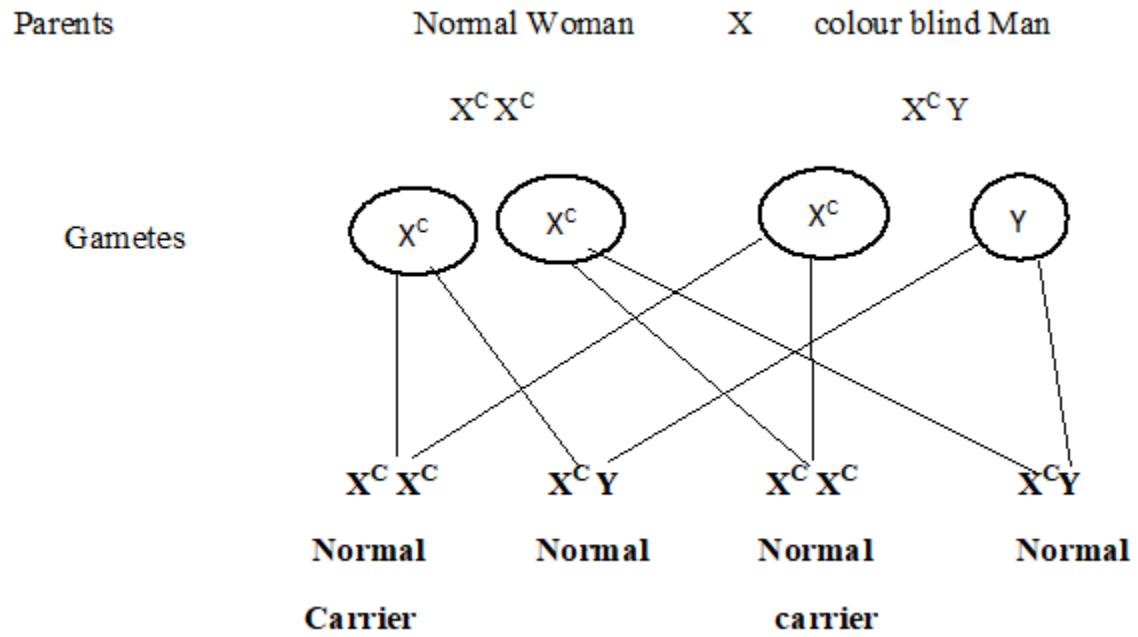 Parents Normal Woman X colour blind Man
X^C X^C X^C Y
Gametes X^C X^C X^C Y
X^C X^C X^C Y X^C X^C X^C Y
Normal Normal Normal Normal
Carrier carrier